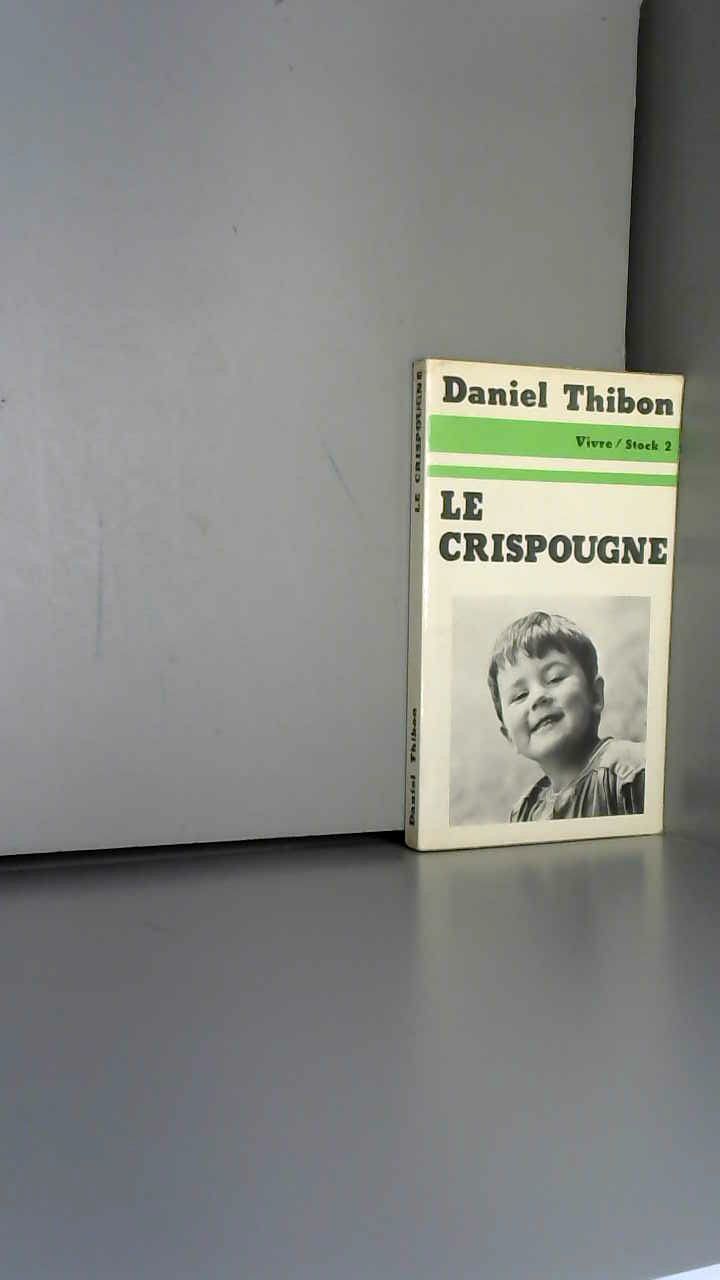 Daniel Thibon
Vivre / Stock 2
LE
CRISPOUGNE
LE CRISPOUGNE
Daniel Thibon